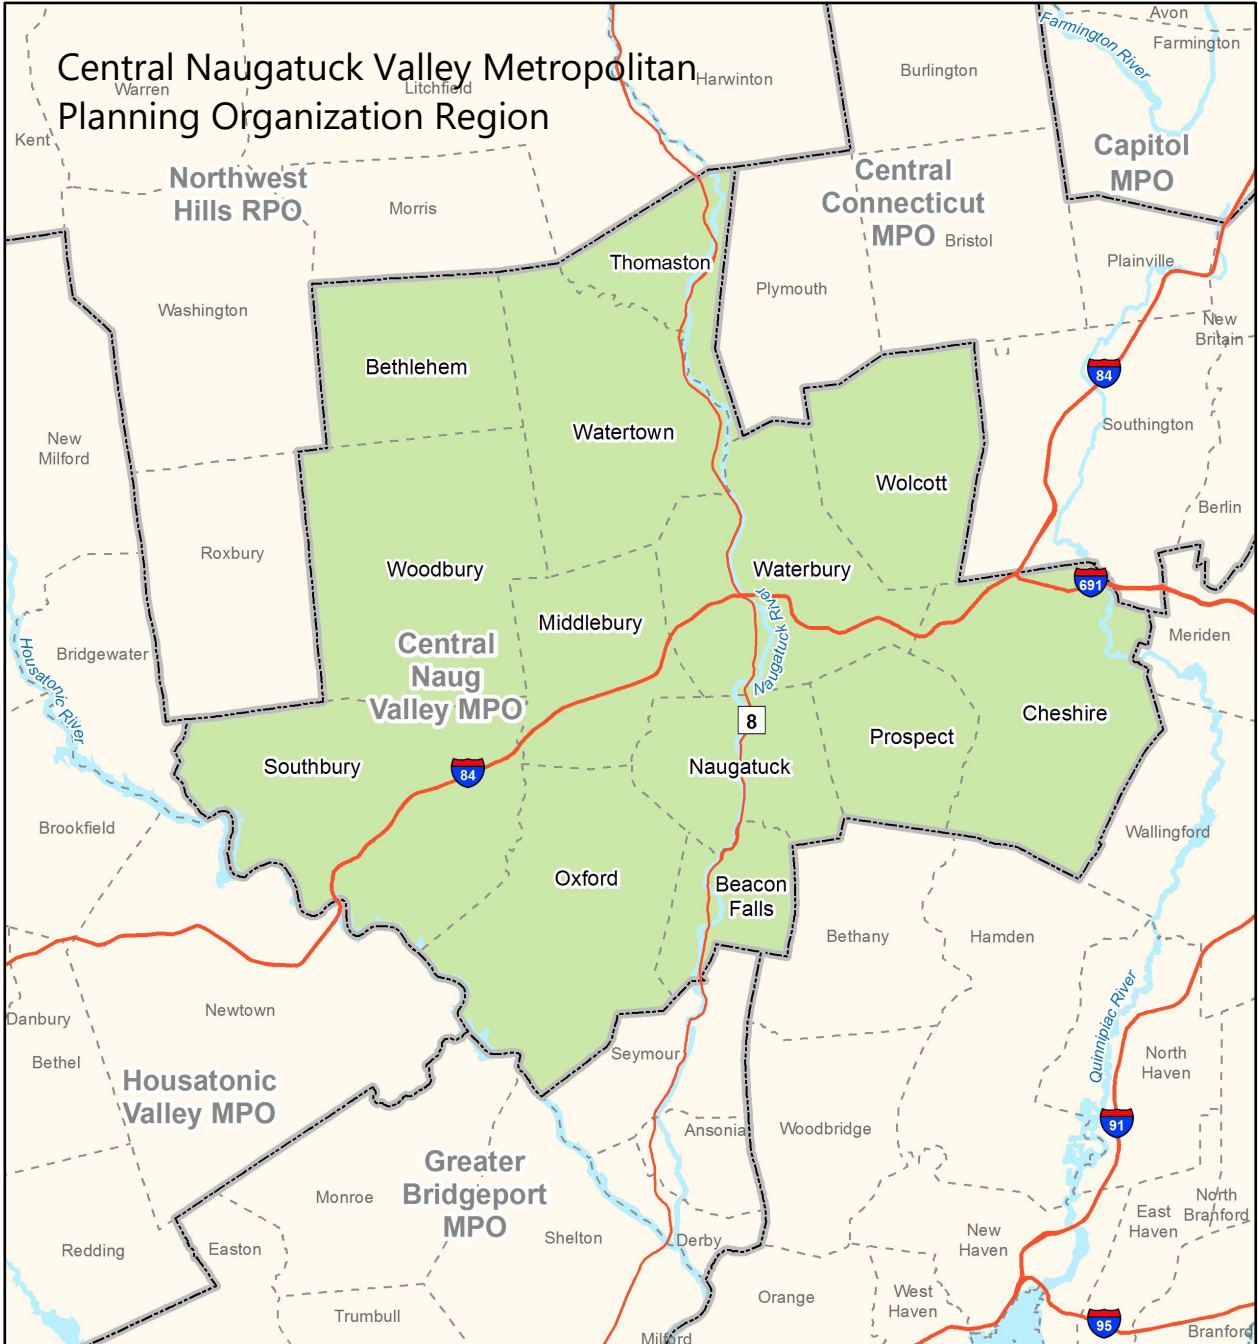 Central Naugatuck Valley Metropolitan
Planning Organization Region
Avon
Farmington River
Farmington
Harwinton
Burlington
Warren
Litchfield
Kent
Capitol
MPO
Northwest
Hills RPO
Central
Connecticut
MPO
Morris
Bristol
Thomaston
Plainville
Plymouth
Washington
New
Britain
Bethlehem
84
Watertown
Southington
New
Milford
Wolcott
Berlin
Roxbury
Woodbury
Waterbury
691
Middlebury
Naugatuck River
Meriden
Central
Naug
Valley MPO
Bridgewater
Housatonic River
8
Cheshire
Prospect
Southbury
84
Naugatuck
Brookfield
Wallingford
Oxford
Beacon
Falls
Bethany
Hamden
Newtown
Danbury
Quinnipiac River
Bethel
Seymour
North
Haven
Housatonic
Valley MPO
91
Ansonia
Woodbridge
Greater
Bridgeport
MPO
Monroe
North
Branford
East
Haven
Shelton
Derby
New
Haven
Redding
Easton
Orange
West
Haven
Trumbull
95
Milford
Branford